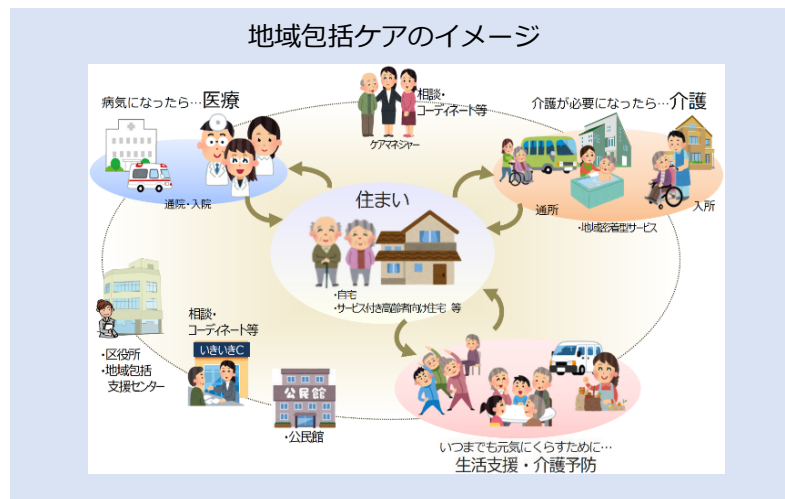 地域包括ケアのイメージ
病気になったら…医療
相談・
コーディネート等
ケアマネジャー
介護が必要になったら…介護
通院・入院
住まい
・自宅
・サービス付き高齢者向け住宅 等
通所
入所
・地域密着型サービス
・区役所
・地域包括
支援センター
相談・
コーディネート等
いきいきC
公民館
・公民館
いつまでも元気にくらすために…
生活支援・介護予防